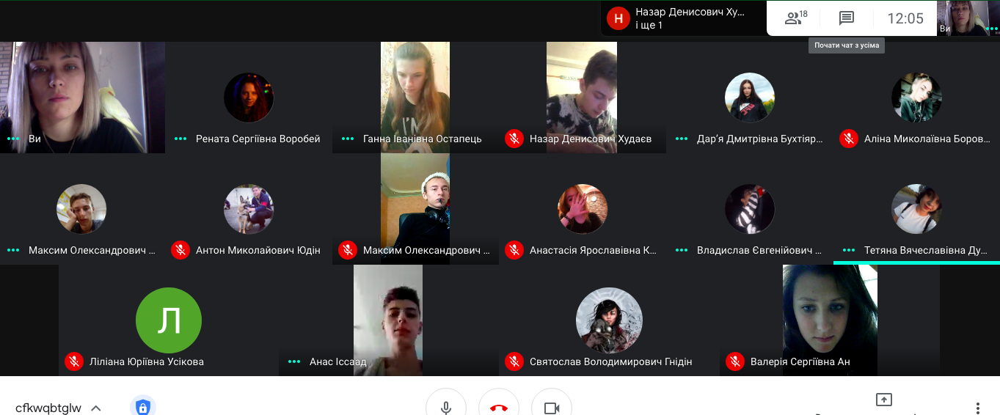 Н
Назар Денисович Ху...
і ще 1
18
12:05
Ви
Почати чат з усіма
Ви
Рената Сергіївна Воробей
Ганна Іванівна Остапець
Назар Денисович Худаєв
Дар’я Дмитрівна Бухтіяр...
Аліна Миколаївна Боров...
Максим Олександрович ...
Антон Миколайович Юдін
Максим Олександрович ...
Анастасія Ярославівна К...
Владислав Євгенійович ...
Тетяна Вячеславівна Ду...
Л
Ліліана Юріївна Усікова
Анас Іссаад
Святослав Володимирович Гнідін
Валерія Сергіївна Ан
cfkwqbtglw